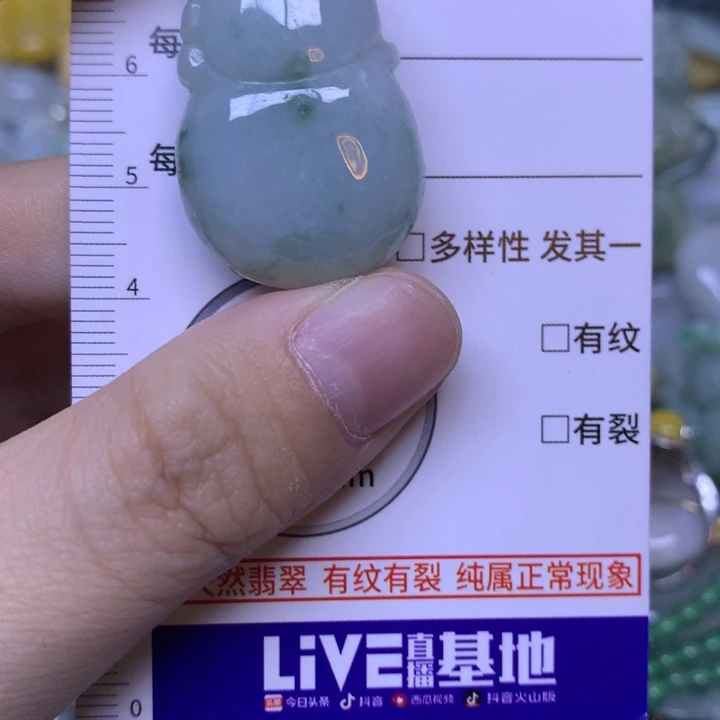 每
6
每
5
□多样性 发其一
4
□有纹
□有裂
然翡翠 有纹有裂 纯属正常现象
LiVE直播基地
今日头条 抖音 西瓜视频 抖音火山版
0